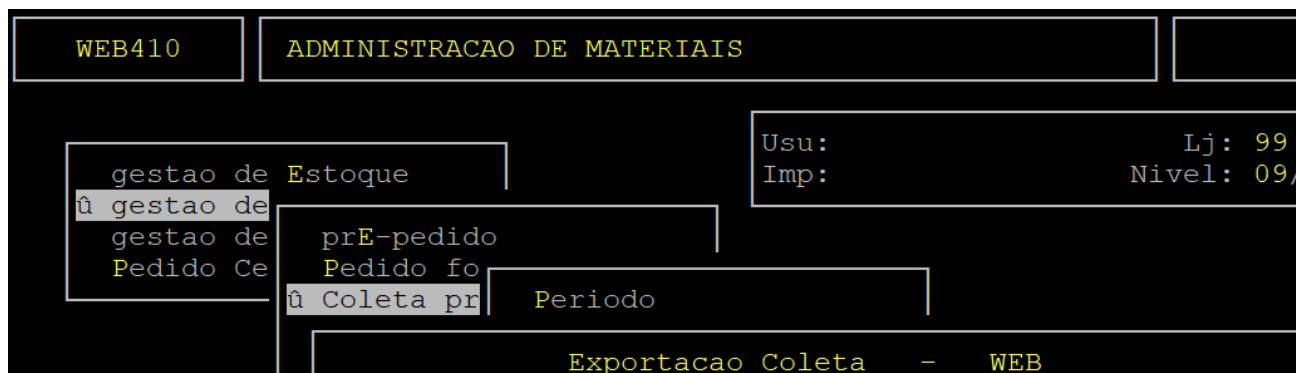 WEB410 ADMINISTRACAO DE MATERIAIS
Usu: Lj: 99
gestao de Estoque
Imp: Nivel: 09/
û gestao de
gestao de prE-pedido
Pedido Ce Pedido fo
û Coleta pr Periodo
Exportacao Coleta - WEB